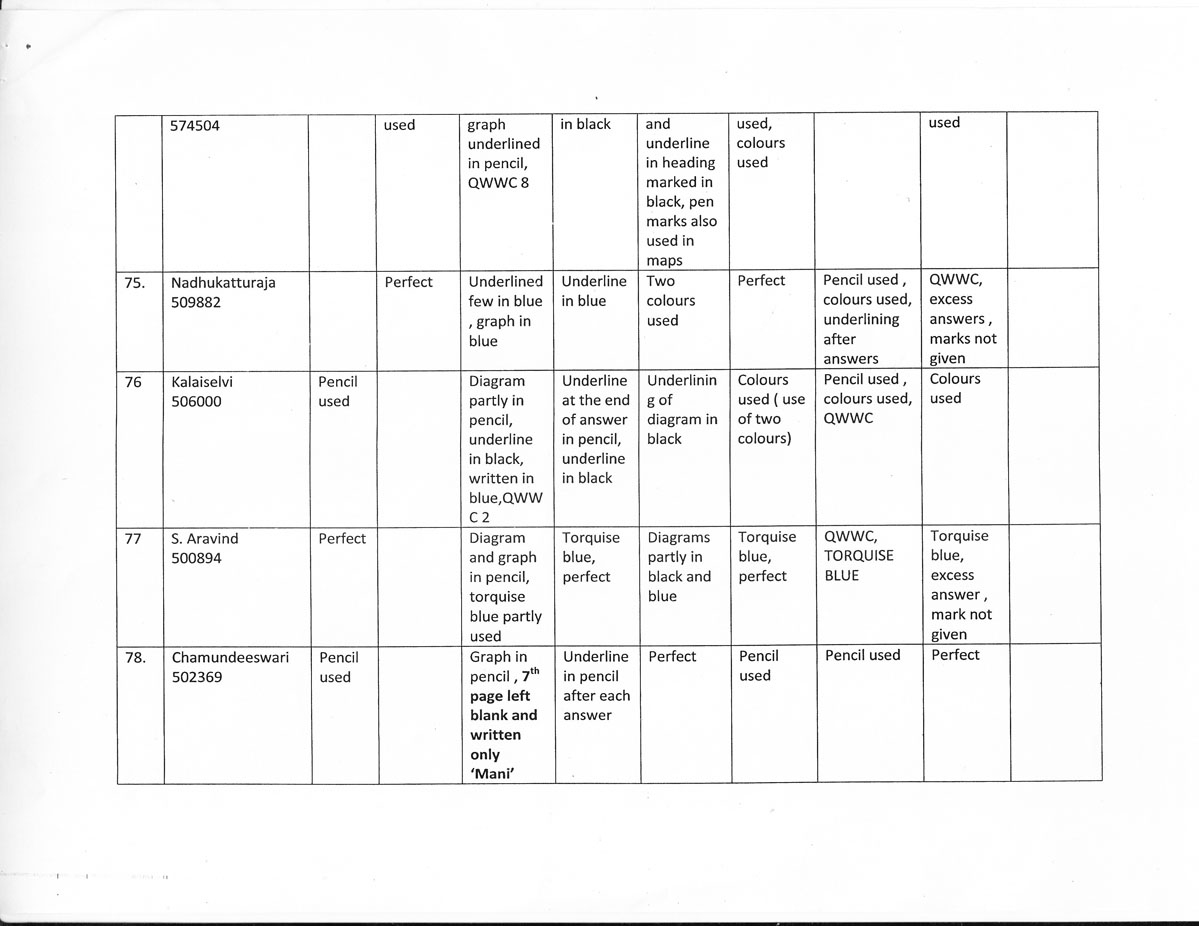 574504
used
graph
underlined
in pencil,
QWWC 8
in black
and
underline
in heading
marked in
black, pen
marks also
used in
maps
used,
colours
used
used
75.
Nadhukatturaja
509882
Perfect
Underlined
few in blue
, graph in
blue
Underline
in blue
Two
colours
used
Perfect
Pencil used ,
colours used,
underlining
after
answers
QWWC,
excess
answers ,
marks not
given
76
Kalaiselvi
506000
Pencil
used
Diagram
partly in
pencil,
underline
in black,
written in
blue,QWW
C 2
Underline
at the end
of answer
in pencil,
underline
in black
Underlinin
g of
diagram in
black
Colours
used ( use
of two
colours)
Pencil used ,
colours used,
QWWC
Colours
used
77
S. Aravind
500894
Perfect
Diagram
and graph
in pencil,
torquise
blue partly
used
Torquise
blue,
perfect
Diagrams
partly in
black and
blue
Torquise
blue,
perfect
QWWC,
TORQUISE
BLUE
Torquise
blue,
excess
answer ,
mark not
given
78.
Chamundeeswari
502369
Pencil
used
Graph in
pencil , 7th
page left
blank and
written
only
‘Mani’
Underline
in pencil
after each
answer
Perfect
Pencil
used
Pencil used
Perfect